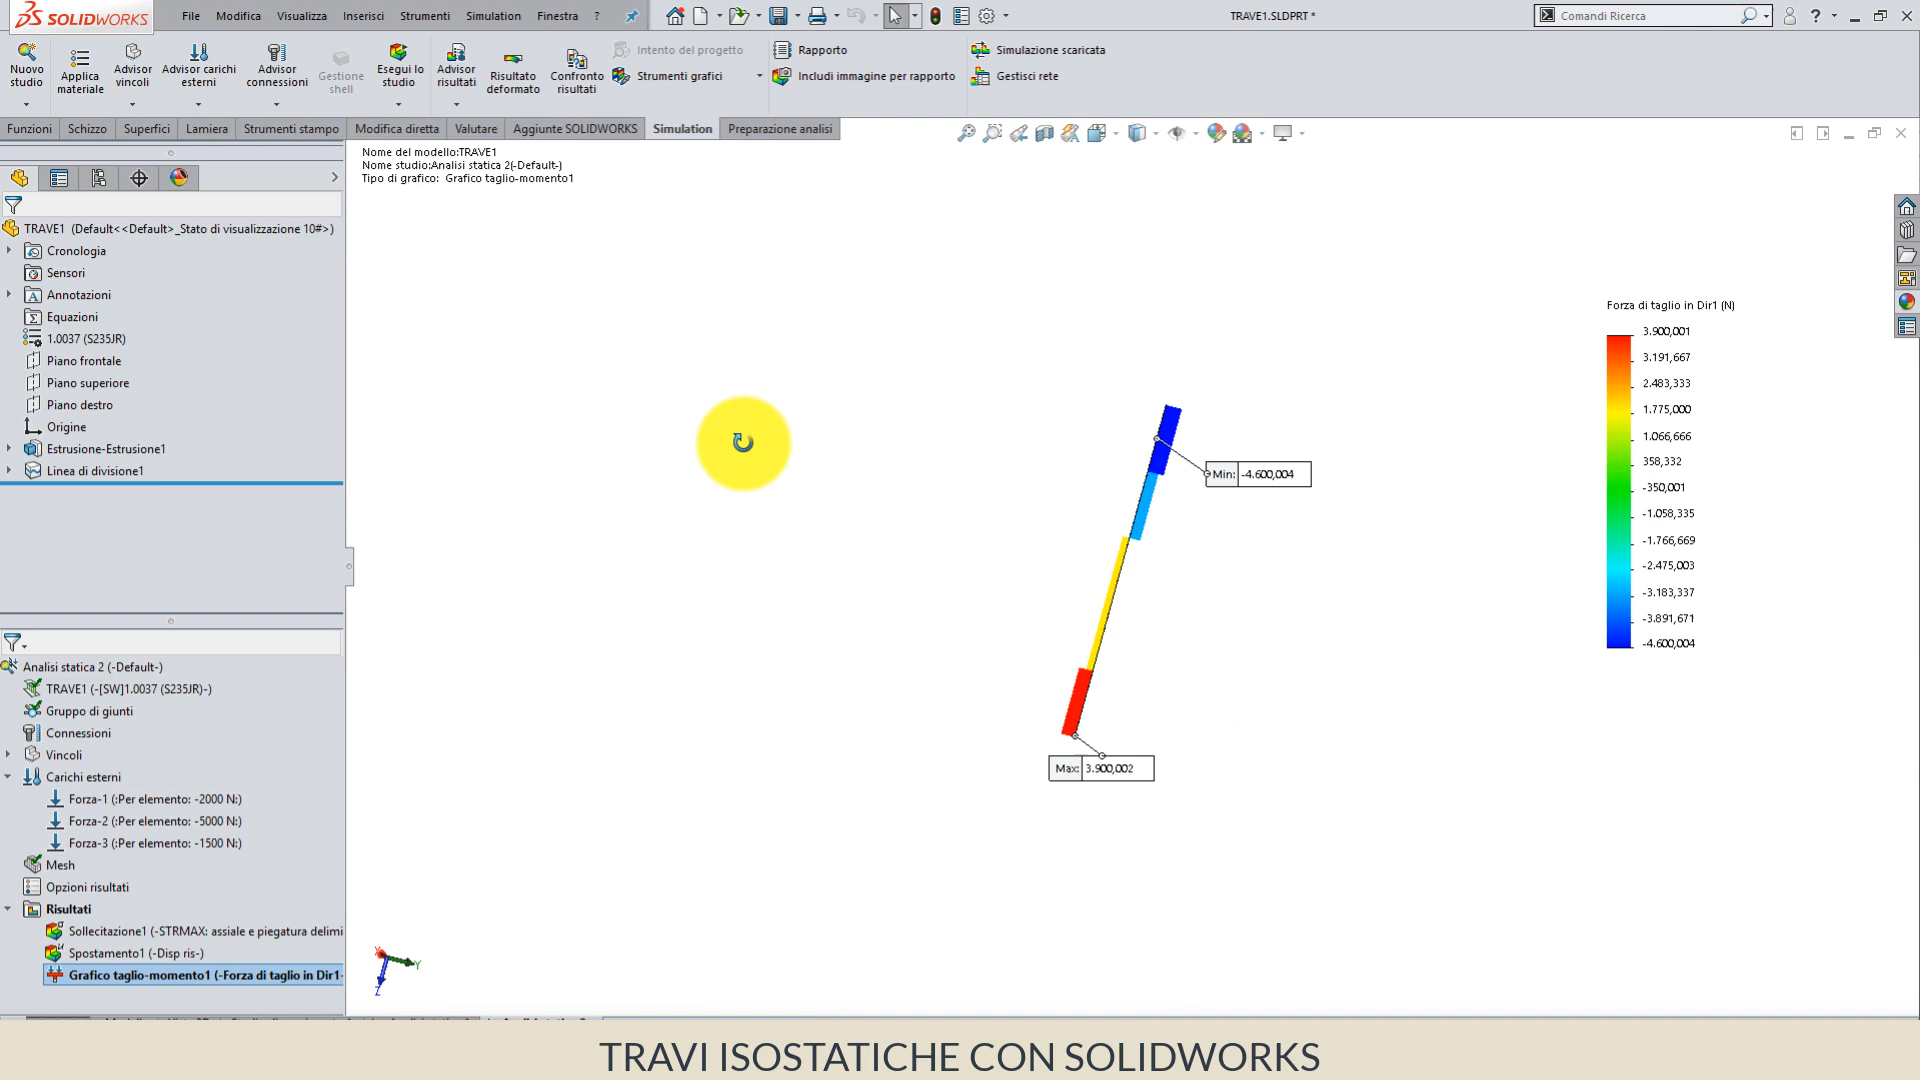 SOLIDWORKS
File Modifica Visualizza Inserisci Strumenti Simulation Finestra ?
TRAVE1.SLDPRT *
Comandi Ricerca
Nuovo studio
Applica materiale
Advisor vincoli
Advisor carichi esterni
Advisor connessioni
Gestione shell
Esegui lo studio
Advisor risultati
Risultato deformato
Confronto risultati
Intento del progetto
Strumenti grafici
Rapporto
Includi immagine per rapporto
Simulazione scaricata
Gestisci rete
Funzioni Schizzo Superfici Lamiera Strumenti stampo Modifica diretta Valutare Aggiunte SOLIDWORKS Simulation Preparazione analisi
Nome del modello:TRAVE1
Nome studio:Analisi statica 2(-Default-)
Tipo di grafico: Grafico taglio-momento1
TRAVE1 (Default<<Default>_Stato di visualizzazione 10#>)
Cronologia
Sensori
Annotazioni
Equazioni
1.0037 (S235JR)
Piano frontale
Piano superiore
Piano destro
Origine
Estrusione-Estrusione1
Linea di divisione1
Analisi statica 2 (-Default-)
TRAVE1 (-[SW]1.0037 (S235JR)-)
Gruppo di giunti
Connessioni
Vincoli
Carichi esterni
Forza-1 (:Per elemento: -2000 N:)
Forza-2 (:Per elemento: -5000 N:)
Forza-3 (:Per elemento: -1500 N:)
Mesh
Opzioni risultati
Risultati
Sollecitazione1 (-STRMAX: assiale e piegatura delimi
Spostamento1 (-Disp ris-)
Grafico taglio-momento1 (-Forza di taglio in Dir1-
Min: -4.600,004
Max: 3.900,002
X
Y
Z
Forza di taglio in Dir1 (N)
3.900,001
3.191,667
2.483,333
1.775,000
1.066,666
358,332
-350,001
-1.058,335
-1.766,669
-2.475,003
-3.183,337
-3.891,671
-4.600,004
TRAVI ISOSTATICHE CON SOLIDWORKS